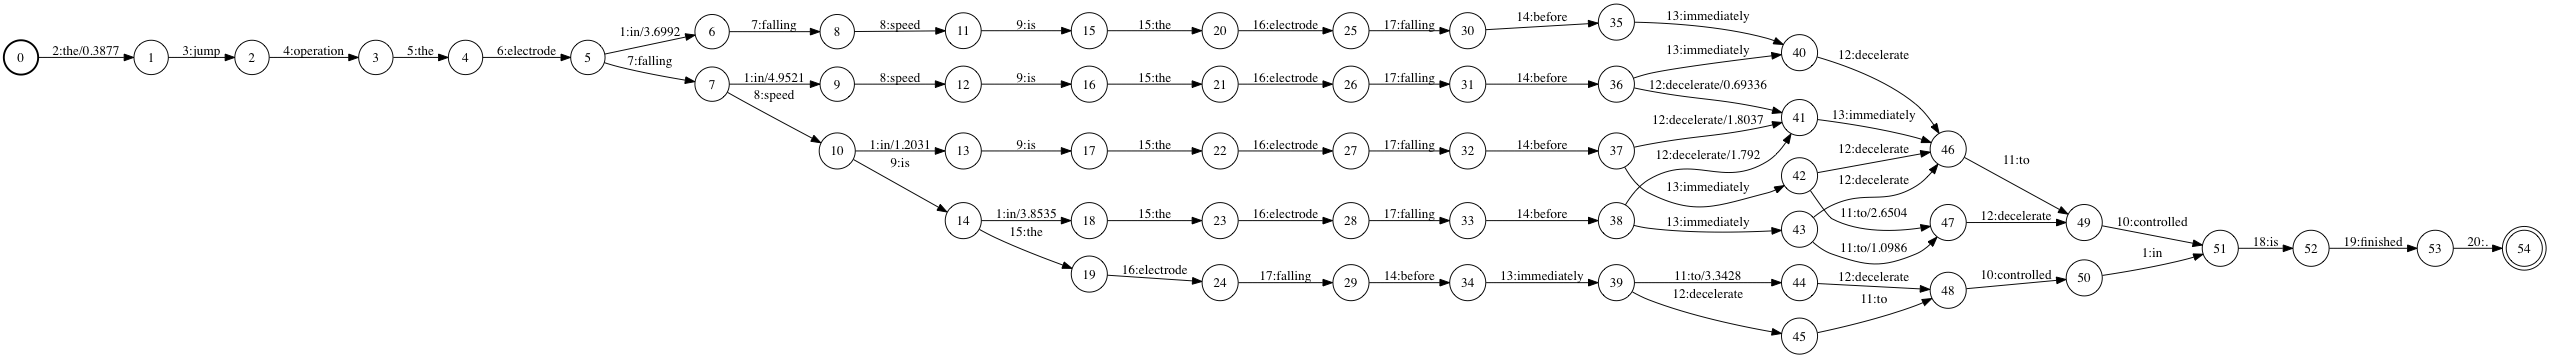 2:the/0.3877 3:jump 4:operation 5:the 6:electrode
0 1 2 3 4 5
1:in/3.6992 7:falling 8:speed 9:is 15:the 16:electrode 17:falling 14:before 13:immediately
6 8 11 15 20 25 30 35
7:falling
1:in/4.9521 8:speed 9:is 15:the 16:electrode 17:falling 14:before 13:immediately 12:decelerate
7 9 12 16 21 26 31 36 40
8:speed 12:decelerate/0.69336
1:in/1.2031 9:is 15:the 16:electrode 17:falling 14:before 12:decelerate/1.8037 13:immediately
10 13 17 22 27 32 37 41 46
9:is 12:decelerate/1.792 12:decelerate 11:to
13:immediately 12:decelerate
42
1:in/3.8535 15:the 16:electrode 17:falling 14:before 13:immediately 11:to/2.6504 12:decelerate 10:controlled
14 18 23 28 33 38 43 47 49
15:the 11:to/1.0986
1:in 18:is 19:finished 20:.
51 52 53 54
16:electrode 17:falling 14:before 13:immediately 11:to/3.3428 12:decelerate 10:controlled
19 24 29 34 39 44 48 50
12:decelerate 11:to
45